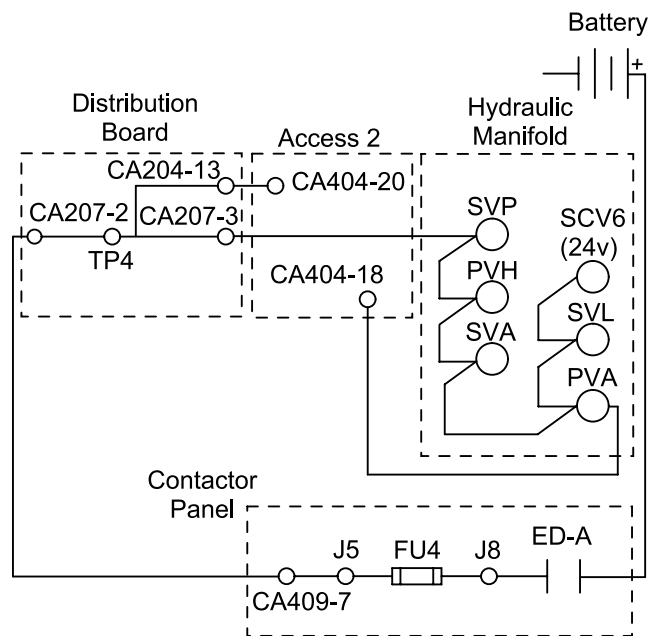 Battery
+
Distribution
Board
Access 2
Hydraulic
Manifold
CA204-13
CA404-20
CA207-2
CA207-3
TP4
SVP
SCV6
(24v)
CA404-18
PVH
SVA
SVL
PVA
Contactor
Panel
J5
FU4
J8
ED-A
CA409-7